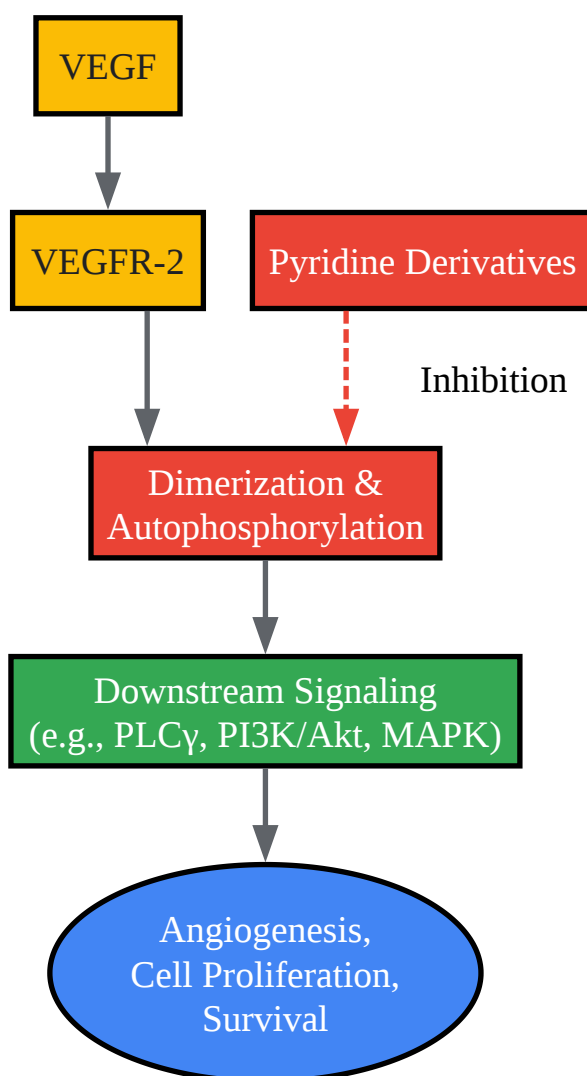 VEGF
VEGFR-2
Pyridine Derivatives
Inhibition
Dimerization &
Autophosphorylation
Downstream Signaling
(e.g., PLCγ, PI3K/Akt, MAPK)
Angiogenesis,
Cell Proliferation,
Survival